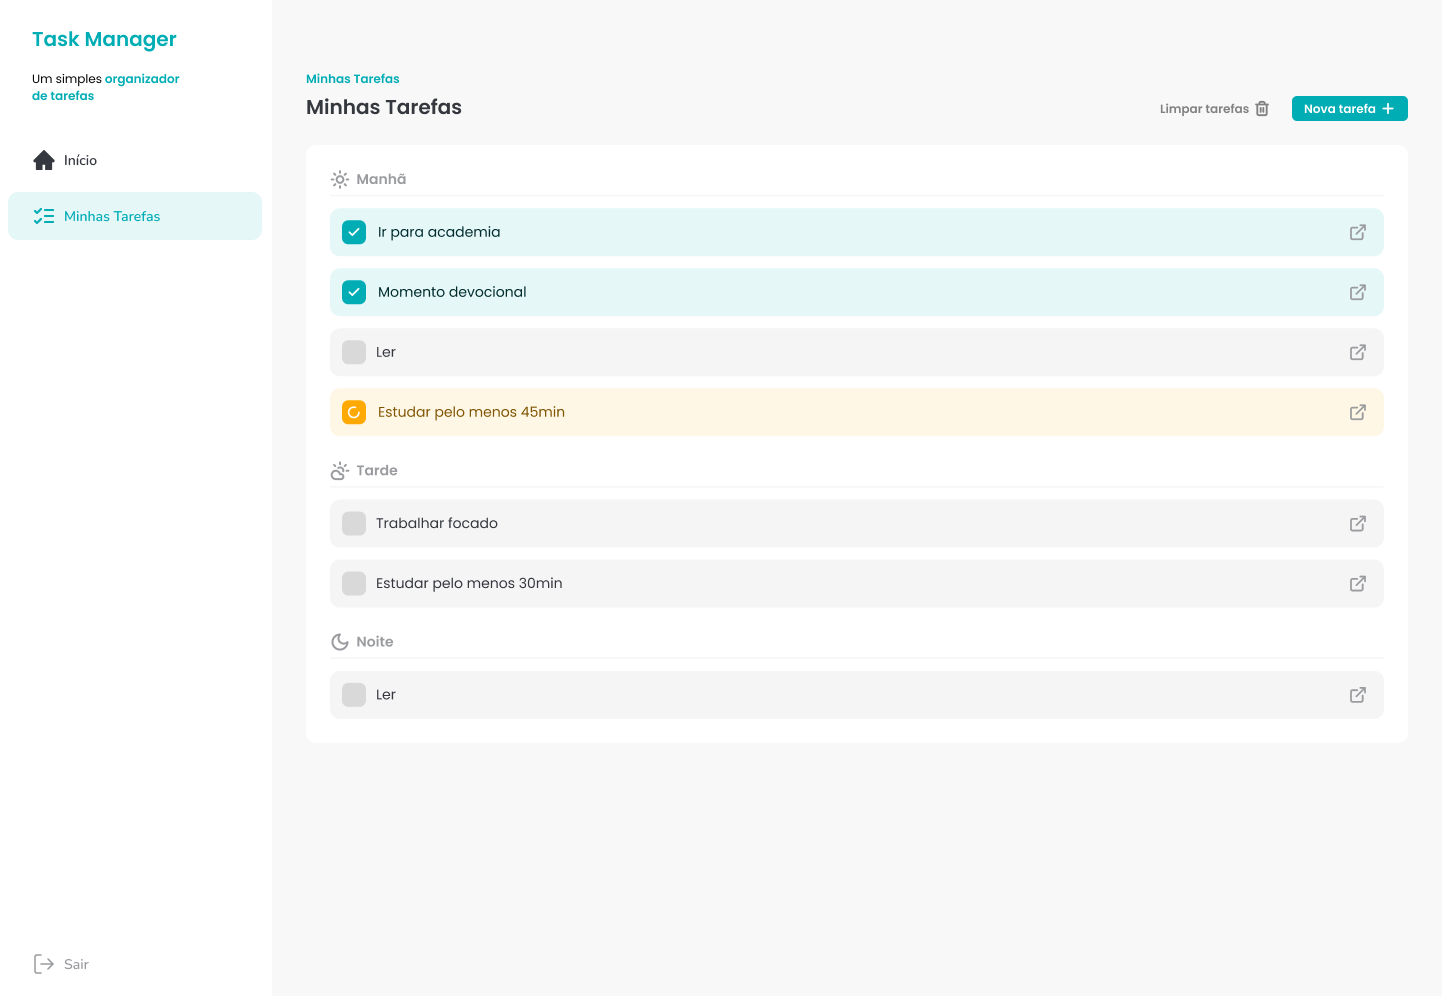 Task Manager
Um simples organizador
de tarefas
Início
Minhas Tarefas
Sair
Minhas Tarefas
Minhas Tarefas
Limpar tarefas
Nova tarefa
Manhã
Ir para academia
Momento devocional
Ler
Estudar pelo menos 45min
Tarde
Trabalhar focado
Estudar pelo menos 30min
Noite
Ler